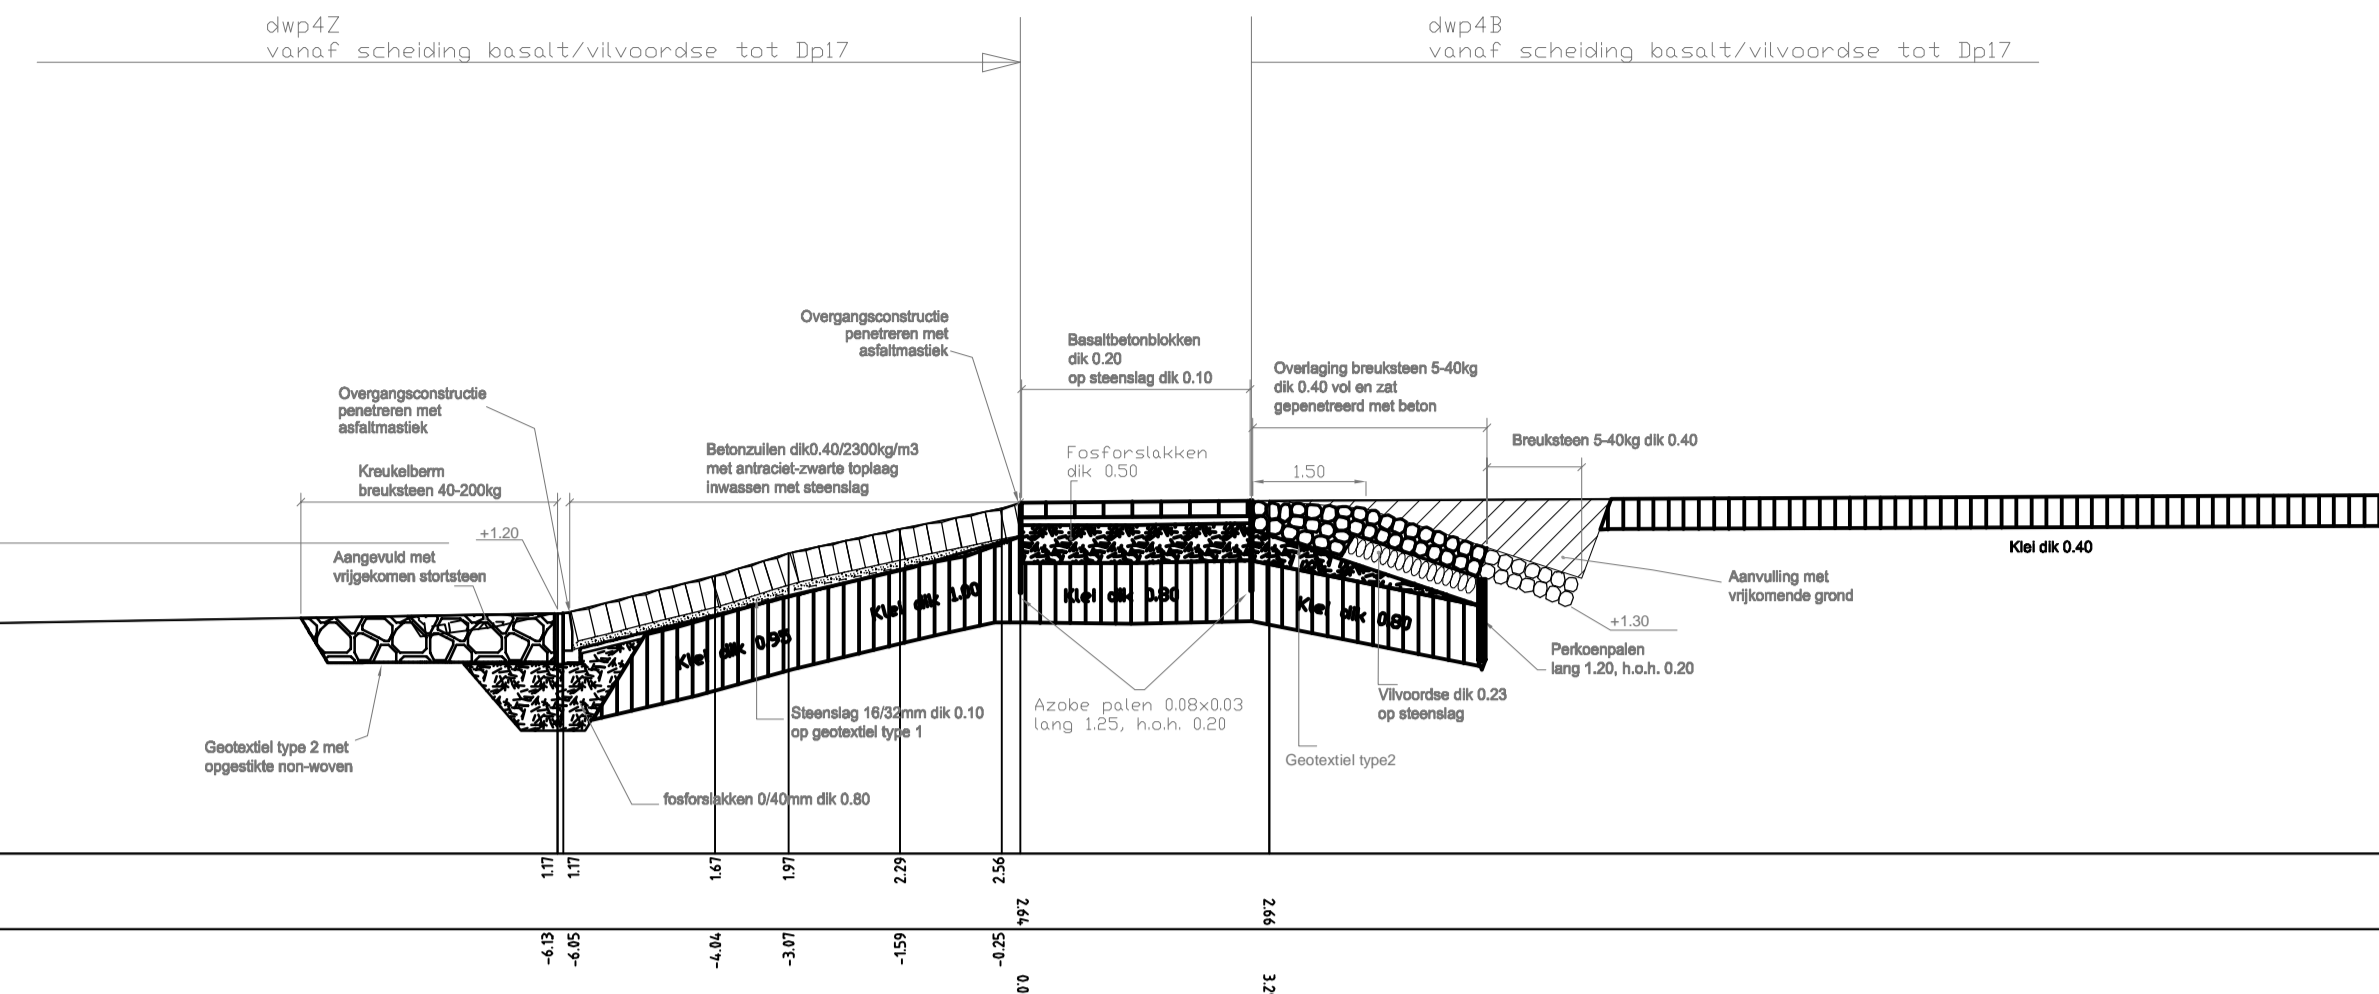 dwp4Z
vanaf scheiding basalt/vilvoordse tot Dp17
dwp4B
vanaf scheiding basalt/vilvoordse tot Dp17
Overgangsconstructie
penetreren met
asfaltmastiek
Basaltbetonblokken
dik 0.20
op steenslag dik 0.10
Overlaging breuksteen 5-40kg
dik 0.40 vol en zat
gepenetreerd met beton
Overgangsconstructie
penetreren met
asfaltmastiek
Breuksteen 5-40kg dik 0.40
Betonzuilen dik0.40/2300kg/m3
met antraciet-zwarte toplaag
inwassen met steenslag
Fosforslakken
dik 0.50
1.50
Kreukelberm
breuksteen 40-200kg
+1.20
Aangevuld met
vrijgekomen stortsteen
Klei dik 0.40
Aanvulling met
vrijkomende grond
Klei dik 1.00
Klei dik 0.80
Klei dik 0.80
+1.30
Klei dik 0.95
Perkoenpalen
lang 1.20, h.o.h. 0.20
Vilvoordse dik 0.23
op steenslag
Azobe palen 0.08x0.03
lang 1.25, h.o.h. 0.20
Steenslag 16/32mm dik 0.10
op geotextiel type 1
Geotextiel type 2 met
opgestikte non-woven
Geotextiel type2
fosforslakken 0/40mm dik 0.80
1.17
1.17
1.67
1.97
2.29
2.56
2.64
2.66
-6.13
-6.05
-4.04
-3.07
-1.59
-0.25